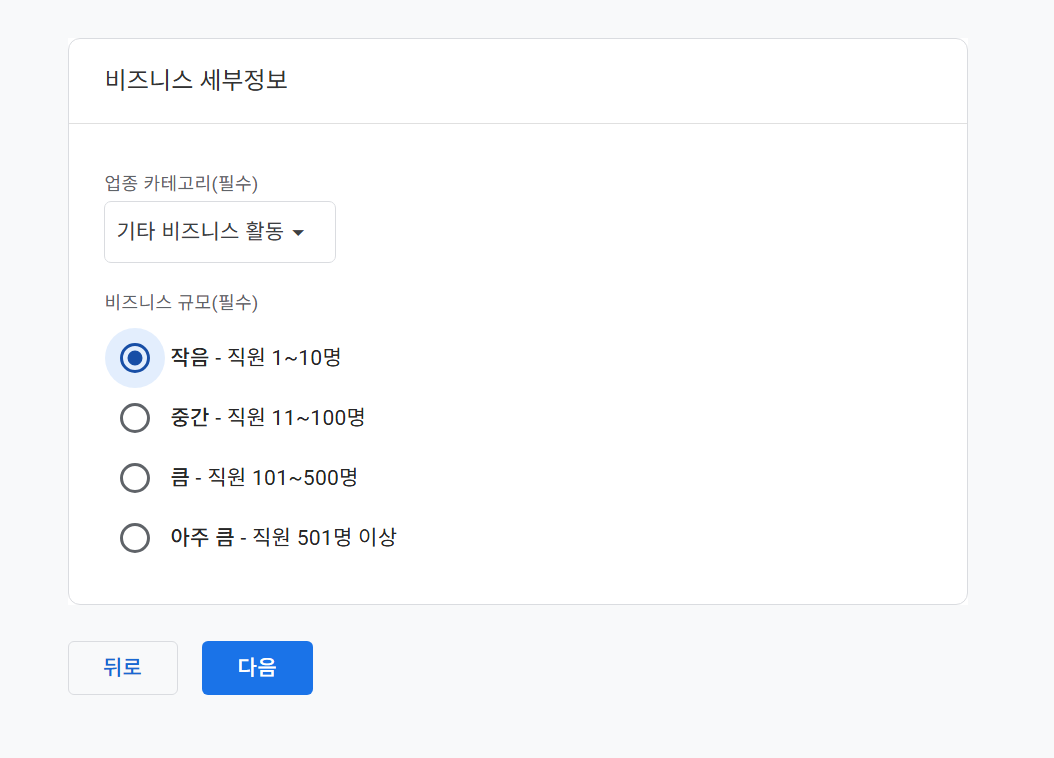 비즈니스 세부정보
업종 카테고리(필수)
기타 비즈니스 활동
비즈니스 규모(필수)
작음 - 직원 1~10명
중간 - 직원 11~100명
큼 - 직원 101~500명
아주 큼 - 직원 501명 이상
뒤로 다음